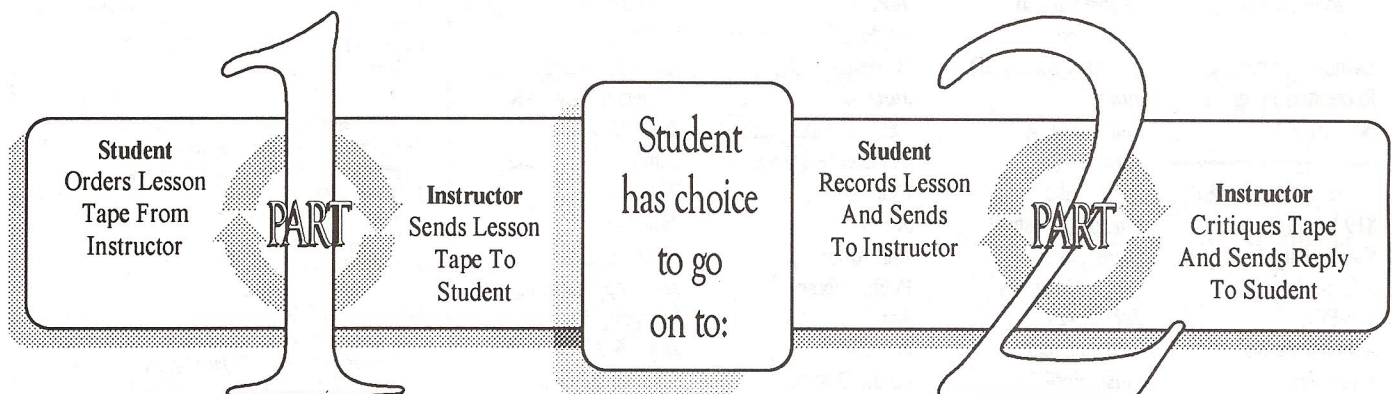 1
PART
Student
Orders Lesson
Tape From
Instructor
Instructor
Sends Lesson
Tape To
Student
Student
has choice
to go
on to:
2
PART
Student
Records Lesson
And Sends
To Instructor
Instructor
Critiques Tape
And Sends Reply
To Student